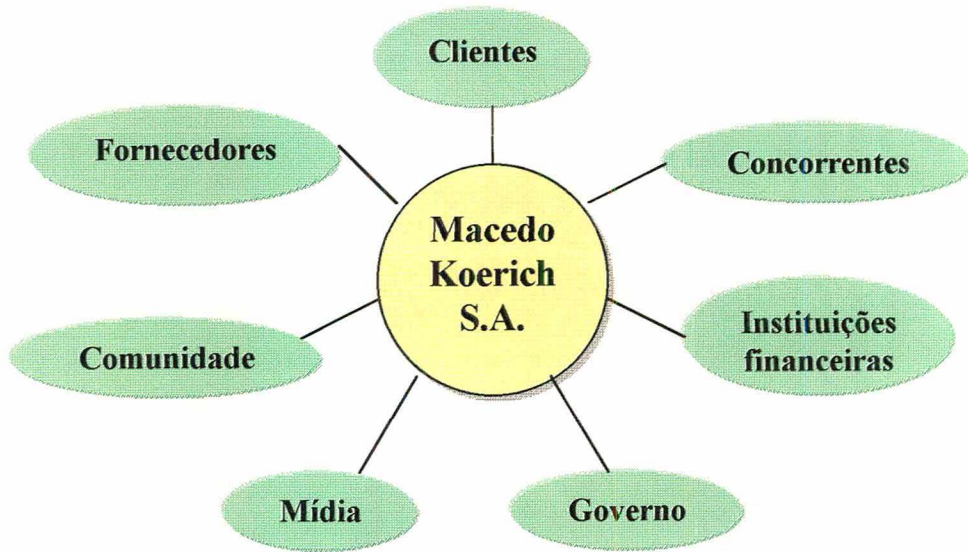 Clientes
Fornecedores
Concorrentes
Macedo
Koerich
S.A.
Instituições
financeiras
Comunidade
Mídia
Governo